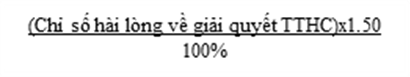 (Chỉ số hài lòng về giải quyết TTHC)x1.50
100%